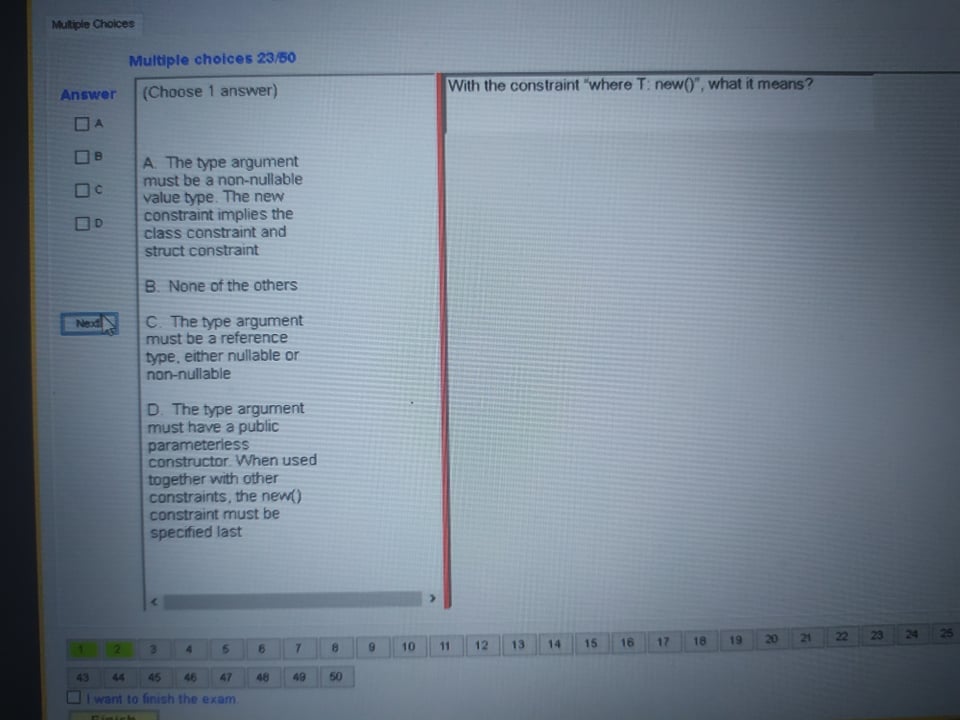 Multiple Choices
Multiple choices 23/50
Answer
A
B
C
D
Next
(Choose 1 answer)
A. The type argument
must be a non-nullable
value type. The new
constraint implies the
class constraint and
struct constraint
B. None of the others
C. The type argument
must be a reference
type, either nullable or
non-nullable
D. The type argument
must have a public
parameterless
constructor. When used
together with other
constraints, the new()
constraint must be
specified last
With the constraint "where T: new()", what it means?
1 2 3 4 5 6 7 8 9 10 11 12 13 14 15 16 17 18 19 20 21 22 23 24 25
43 44 45 46 47 48 49 50
I want to finish the exam.
Finish